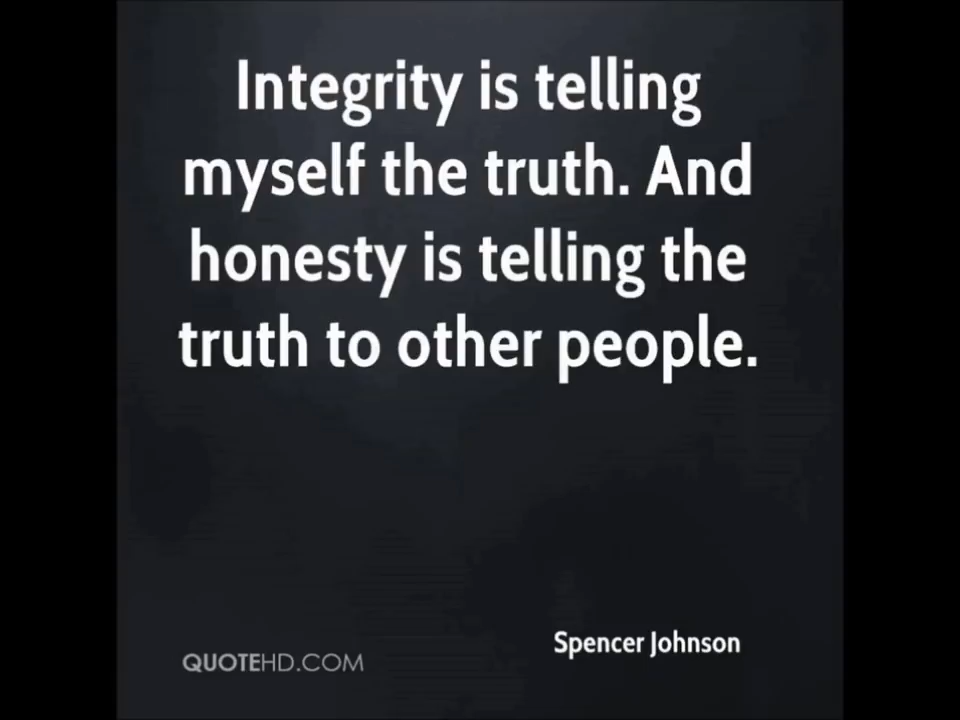 Integrity is telling
myself the truth. And
honesty is telling the
truth to other people.
Spencer Johnson
QUOTEHD.COM